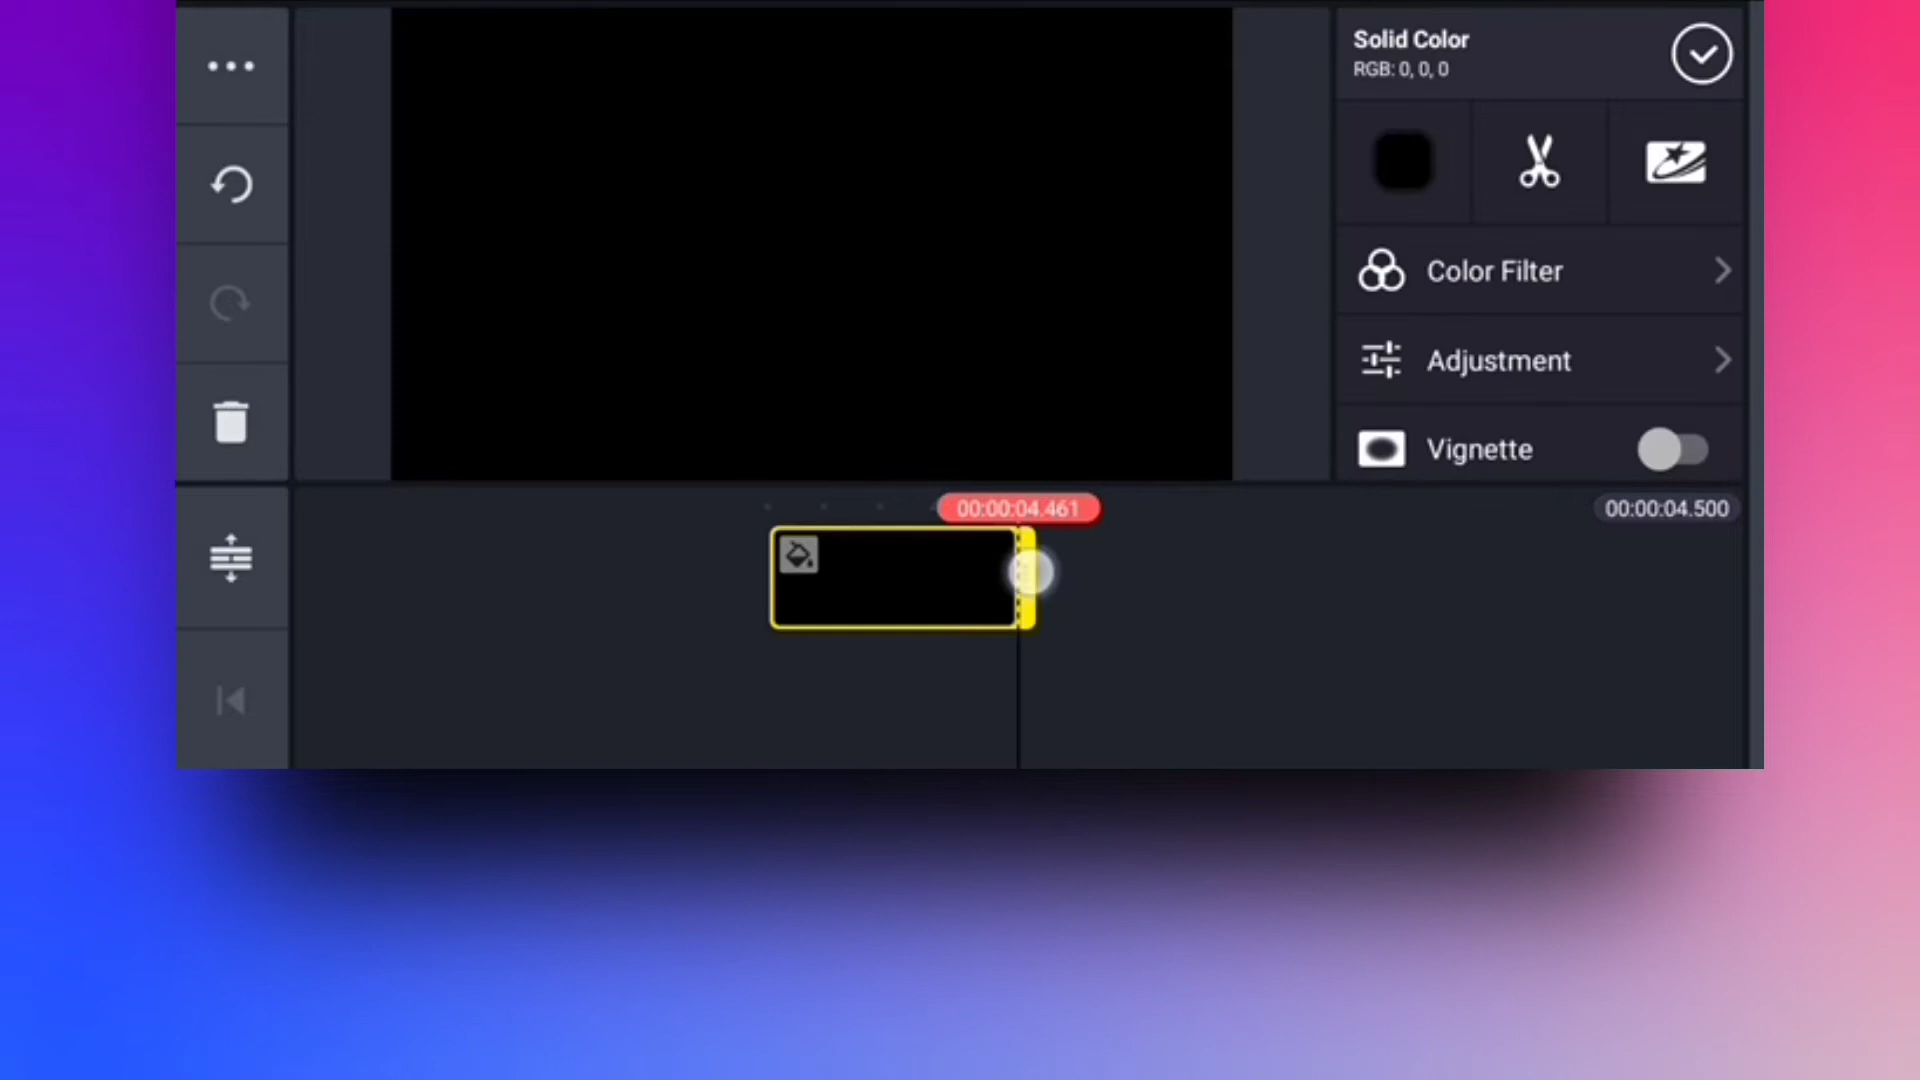 Solid Color
RGB: 0, 0, 0
Color Filter
Adjustment
Vignette
00:00:04.461
00:00:04.500